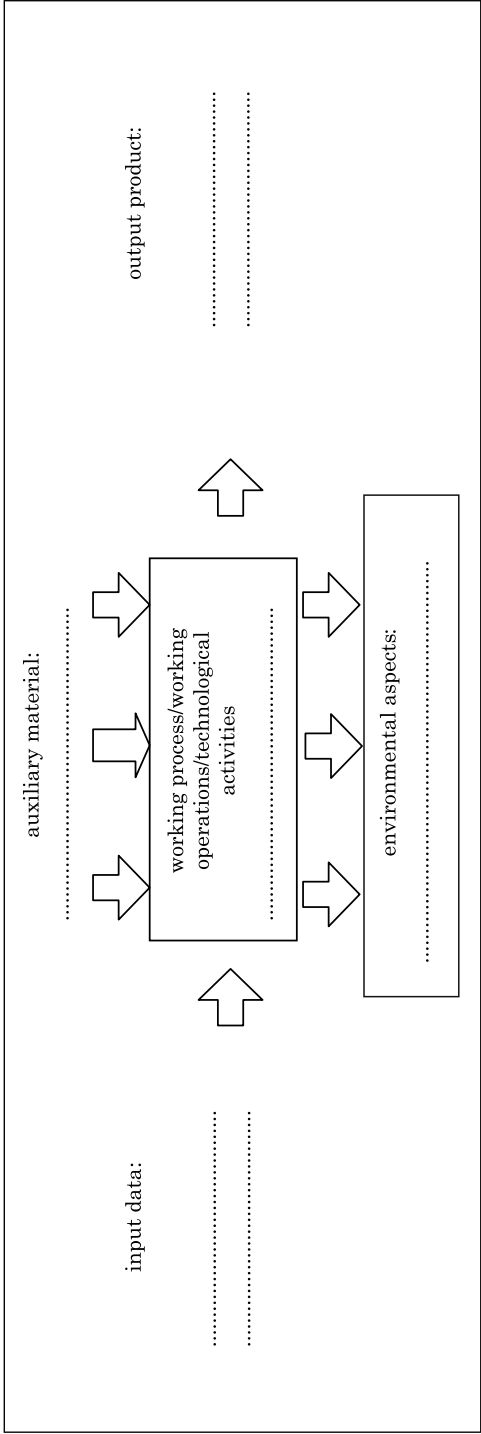 auxiliary material:
input data:
working process/working
operations/technological
activities
output product:
environmental aspects: